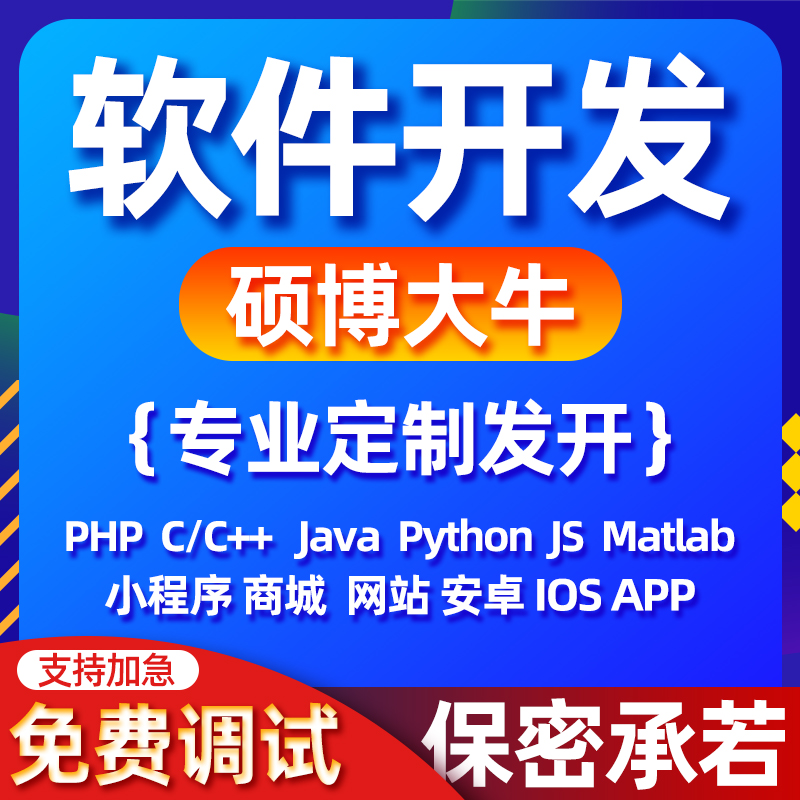 软件开发
硕博大牛
{专业定制发开}
PHP C/C++ Java Python JS Matlab
小程序 商城 网站 安卓 IOS APP
支持加急
免费调试
保密承若